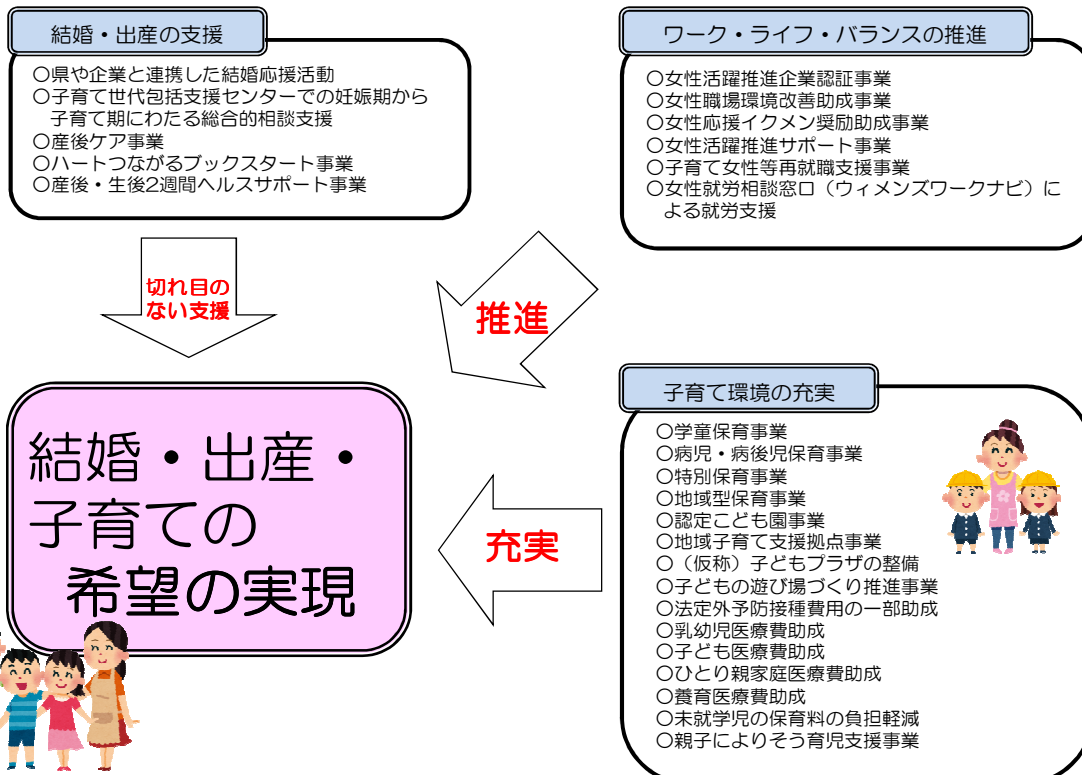 結婚・出産の支援
○県や企業と連携した結婚応援活動
○子育て世代包括支援センターでの妊娠期から
子育て期にわたる総合的相談支援
○産後ケア事業
○ハートつながるブックスタート事業
○産後・生後2週間ヘルスサポート事業
ワーク・ライフ・バランスの推進
○女性活躍推進企業認証事業
○女性職場環境改善助成事業
○女性応援イクメン奨励助成事業
○女性活躍推進サポート事業
○子育て女性等再就職支援事業
○女性就労相談窓口（ウィメンズワークナビ）に
よる就労支援
切れ目の
ない支援
推進
結婚・出産・
子育ての
希望の実現
充実
子育て環境の充実
○学童保育事業
○病児・病後児保育事業
○特別保育事業
○地域型保育事業
○認定こども園事業
○地域子育て支援拠点事業
○（仮称）子どもプラザの整備
○子どもの遊び場づくり推進事業
○法定外予防接種費用の一部助成
○乳幼児医療費助成
○子ども医療費助成
○ひとり親家庭医療費助成
○養育医療費助成
○未就学児の保育料の負担軽減
○親子によりそう育児支援事業